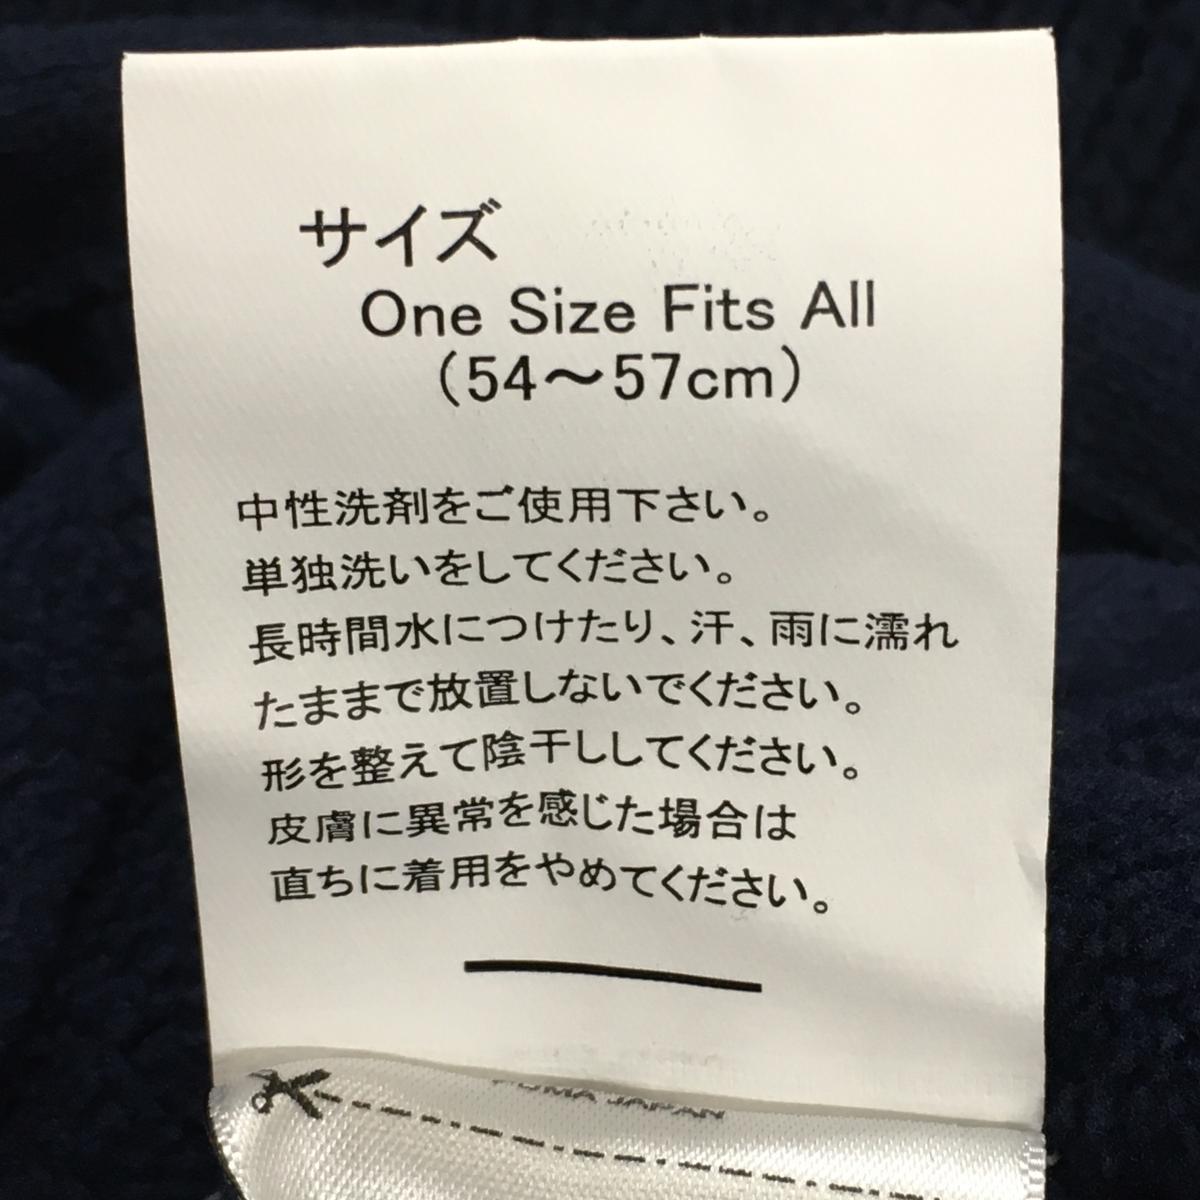 サイズ
One Size Fits All
(54〜57cm)
中性洗剤をご使用下さい。
単独洗いをしてください。
長時間水につけたり、汗、雨に濡れ
たままで放置しないでください。
形を整えて陰干ししてください。
皮膚に異常を感じた場合は
直ちに着用をやめてください。
PUMA JAPAN